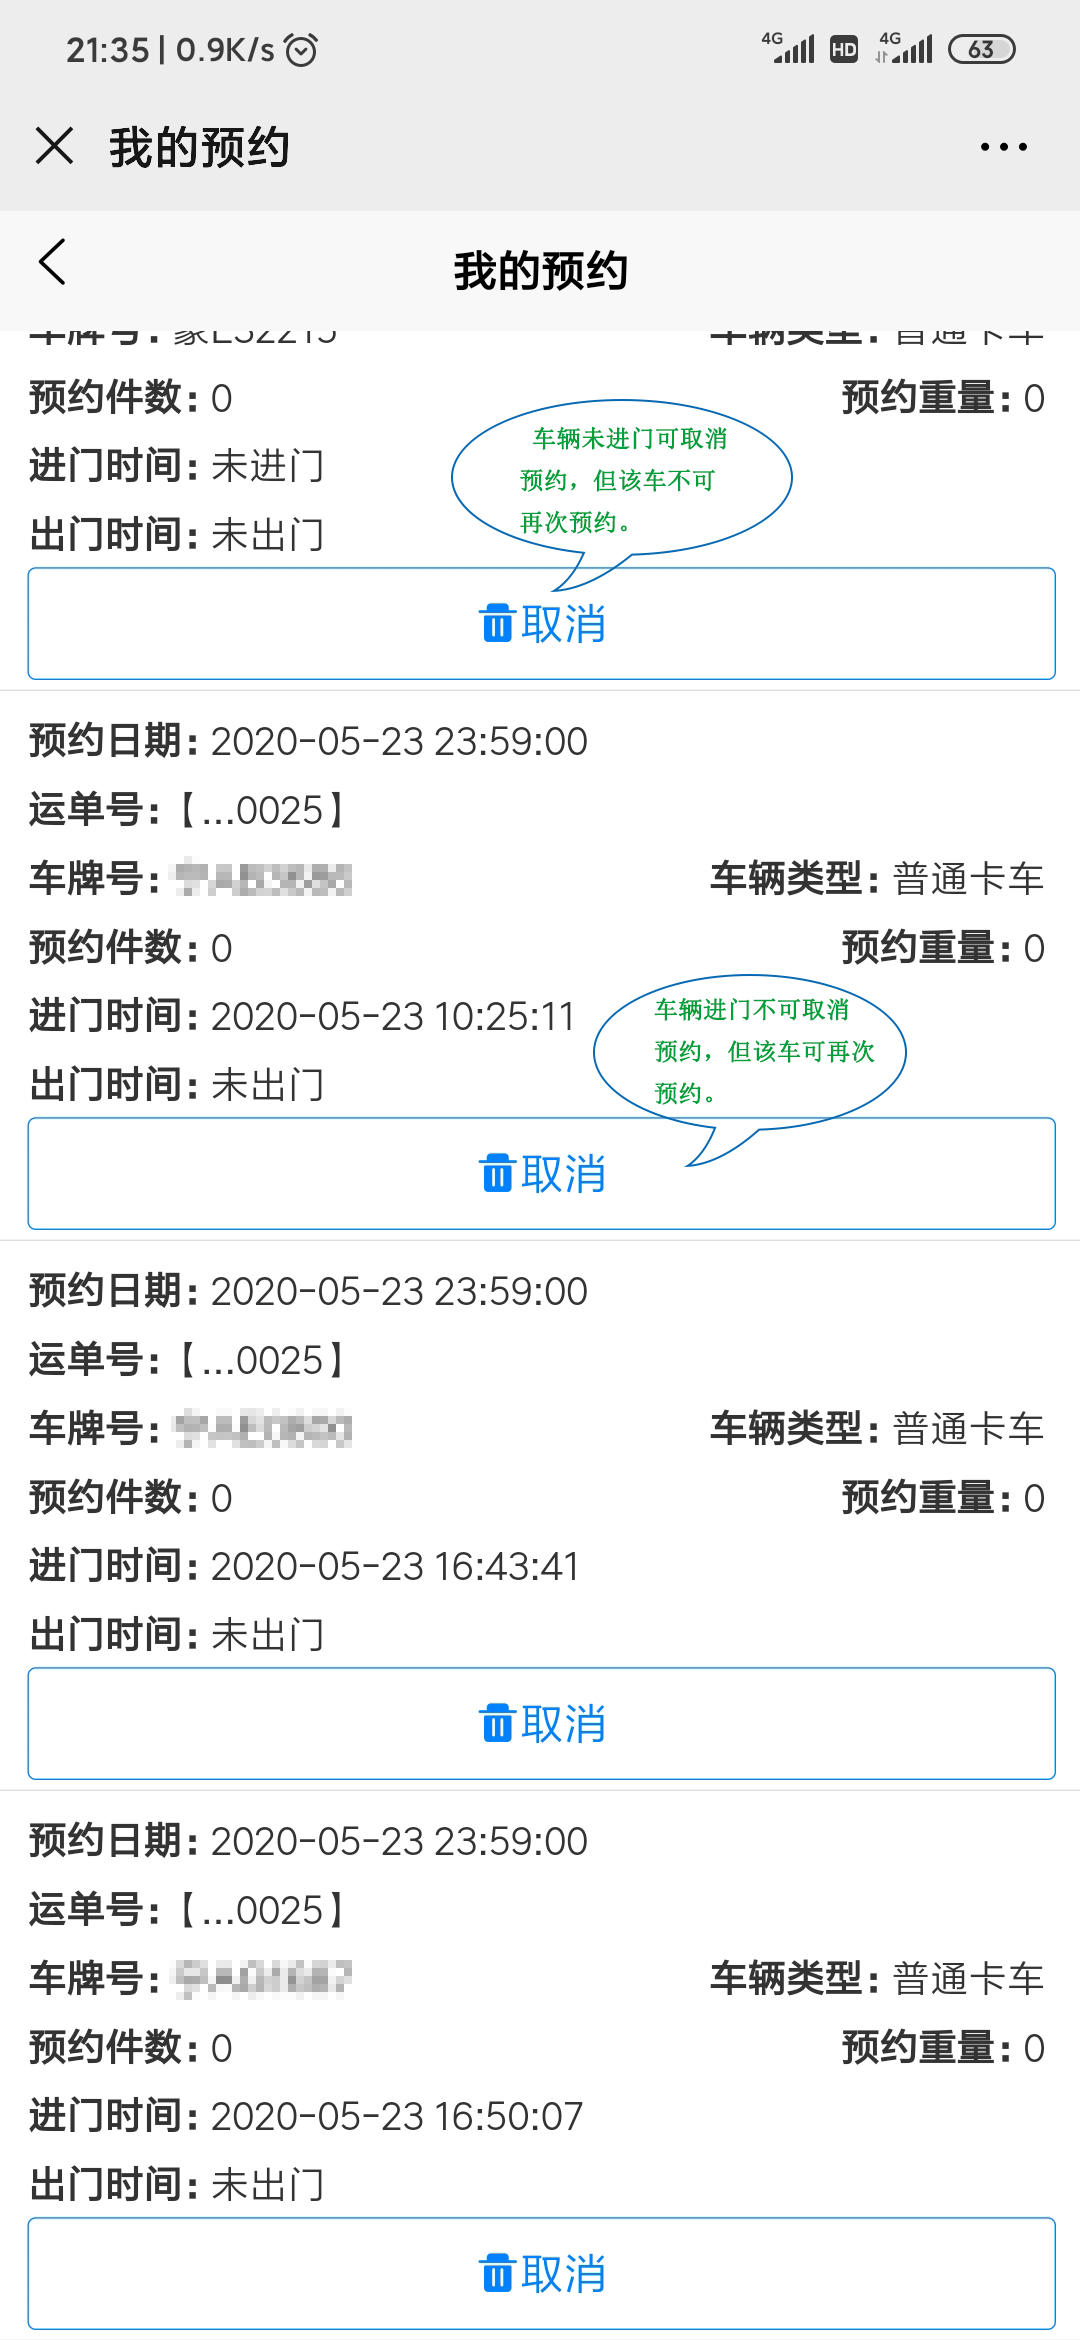 21:35 | 0.9K/s 4G HD 4G 63
我的预约
我的预约
车牌号: 车辆类型: 普通卡车
预约件数: 0 预约重量: 0
进门时间: 未进门
出门时间: 未出门
车辆未进门可取消
预约，但该车不可
再次预约。
取消
预约日期: 2020-05-23 23:59:00
运单号:【...0025】
车牌号: 车辆类型: 普通卡车
预约件数: 0 预约重量: 0
进门时间: 2020-05-23 10:25:11
出门时间: 未出门
车辆进门不可取消
预约，但该车可再次
预约。
取消
预约日期: 2020-05-23 23:59:00
运单号:【...0025】
车牌号: 车辆类型: 普通卡车
预约件数: 0 预约重量: 0
进门时间: 2020-05-23 16:43:41
出门时间: 未出门
取消
预约日期: 2020-05-23 23:59:00
运单号:【...0025】
车牌号: 车辆类型: 普通卡车
预约件数: 0 预约重量: 0
进门时间: 2020-05-23 16:50:07
出门时间: 未出门
取消